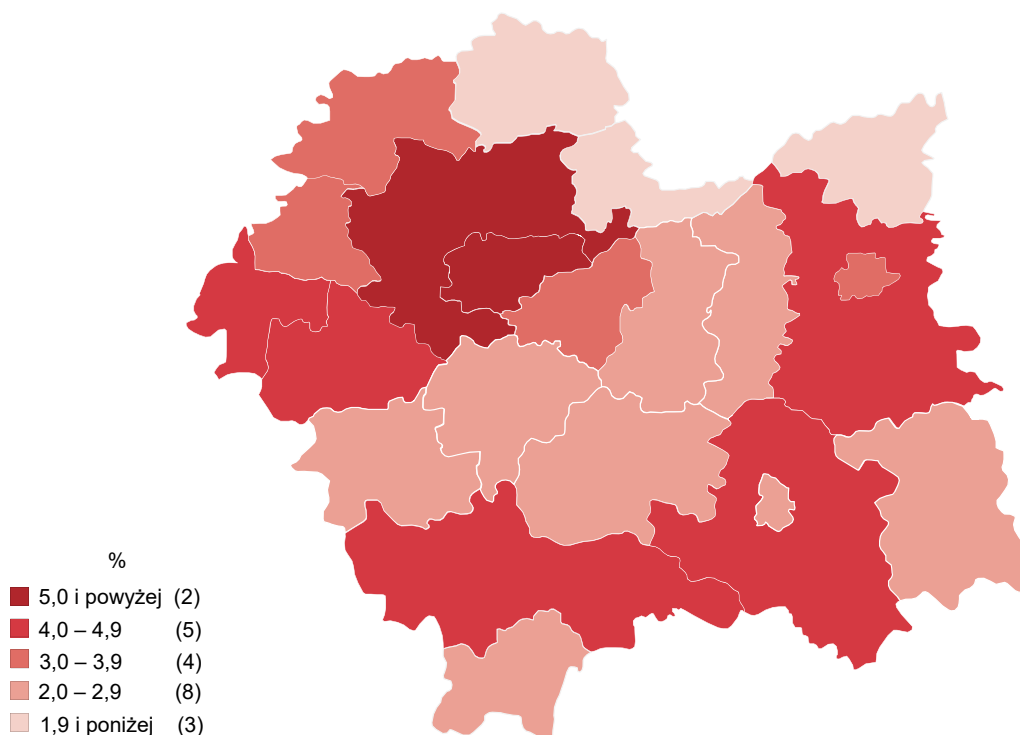 %
5,0 i powyżej (2)
4,0 – 4,9 (5)
3,0 – 3,9 (4)
2,0 – 2,9 (8)
1,9 i poniżej (3)